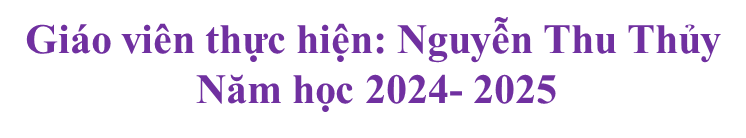 Giáo viên thực hiện: Nguyễn Thu Thủy
Năm học 2024- 2025